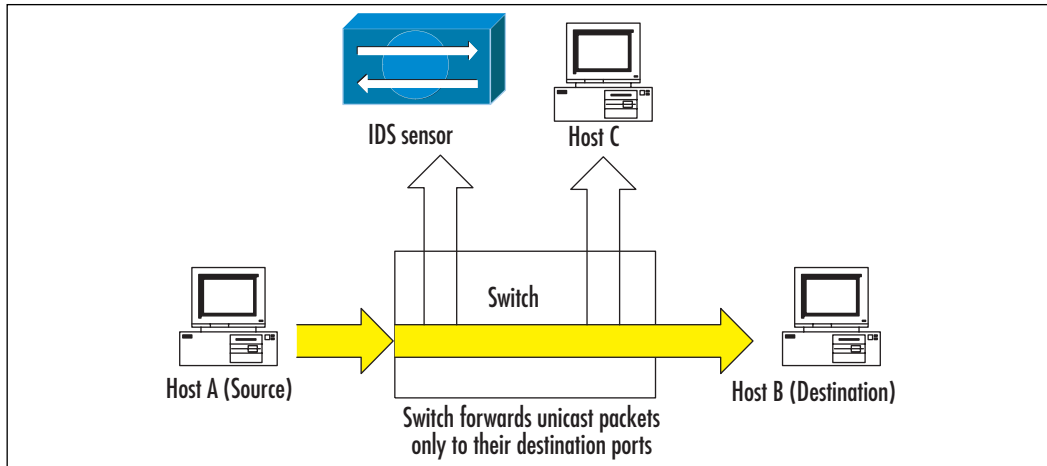 IDS sensor
Host C
Switch
Host A (Source)
Host B (Destination)
Switch forwards unicast packets
only to their destination ports